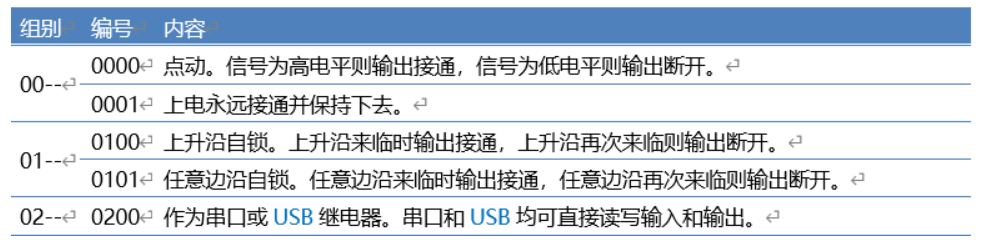 组别 编号 内容
00-- 0000 点动。信号为高电平则输出接通，信号为低电平则输出断开。
0001 上电永远接通并保持下去。
01-- 0100 上升沿自锁。上升沿来临时输出接通，上升沿再次来临则输出断开。
0101 任意边沿自锁。任意边沿来临时输出接通，任意边沿再次来临则输出断开。
02-- 0200 作为串口或 USB 继电器。串口和 USB 均可直接读写输入和输出。